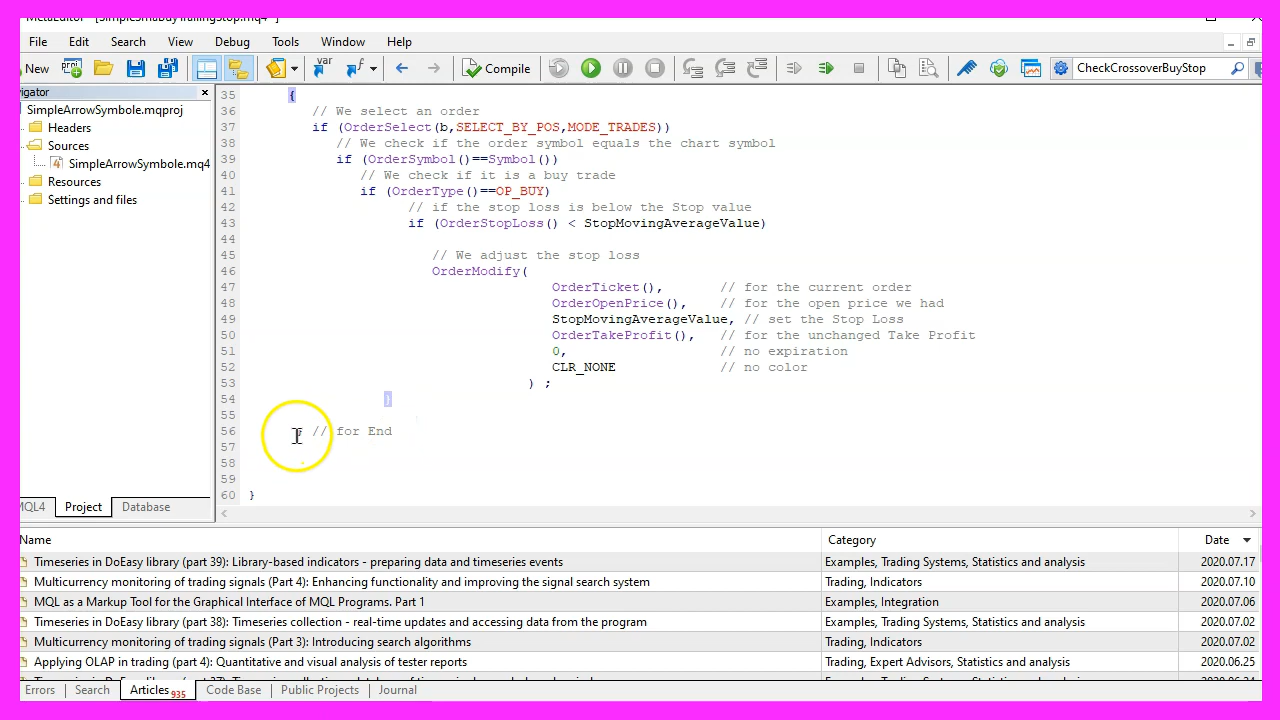 MetaEditor - [SimpleSmaBuyTrailingStop.mq4 *]
File Edit Search View Debug Tools Window Help
New Compile CheckCrossoverBuyStop
vigator
SimpleArrowSymbole.mqproj
Headers
Sources
SimpleArrowSymbole.mq4
Resources
Settings and files
35 {
36 // We select an order
37 if (OrderSelect(b,SELECT_BY_POS,MODE_TRADES))
38 // We check if the order symbol equals the chart symbol
39 if (OrderSymbol()==Symbol())
40 // We check if it is a buy trade
41 if (OrderType()==OP_BUY)
42 // if the stop loss is below the Stop value
43 if (OrderStopLoss() < StopMovingAverageValue)
44
45 // We adjust the stop loss
46 OrderModify(
47 OrderTicket(), // for the current order
48 OrderOpenPrice(), // for the open price we had
49 StopMovingAverageValue, // set the Stop Loss
50 OrderTakeProfit(), // for the unchanged Take Profit
51 0, // no expiration
52 CLR_NONE // no color
53 ) ;
54 }
55
56 // for End
57
58
59
60 }
MQL4 Project Database
Name Category Date
Timeseries in DoEasy library (part 39): Library-based indicators - preparing data and timeseries events Examples, Trading Systems, Statistics and analysis 2020.07.17
Multicurrency monitoring of trading signals (Part 4): Enhancing functionality and improving the signal search system Trading, Indicators 2020.07.10
MQL as a Markup Tool for the Graphical Interface of MQL Programs. Part 1 Examples, Integration 2020.07.06
Timeseries in DoEasy library (part 38): Timeseries collection - real-time updates and accessing data from the program Examples, Trading Systems, Statistics and analysis 2020.07.02
Multicurrency monitoring of trading signals (Part 3): Introducing search algorithms Trading, Indicators 2020.07.02
Applying OLAP in trading (part 4): Quantitative and visual analysis of tester reports Trading, Expert Advisors, Statistics and analysis 2020.06.25
Errors Search Articles 935 Code Base Public Projects Journal